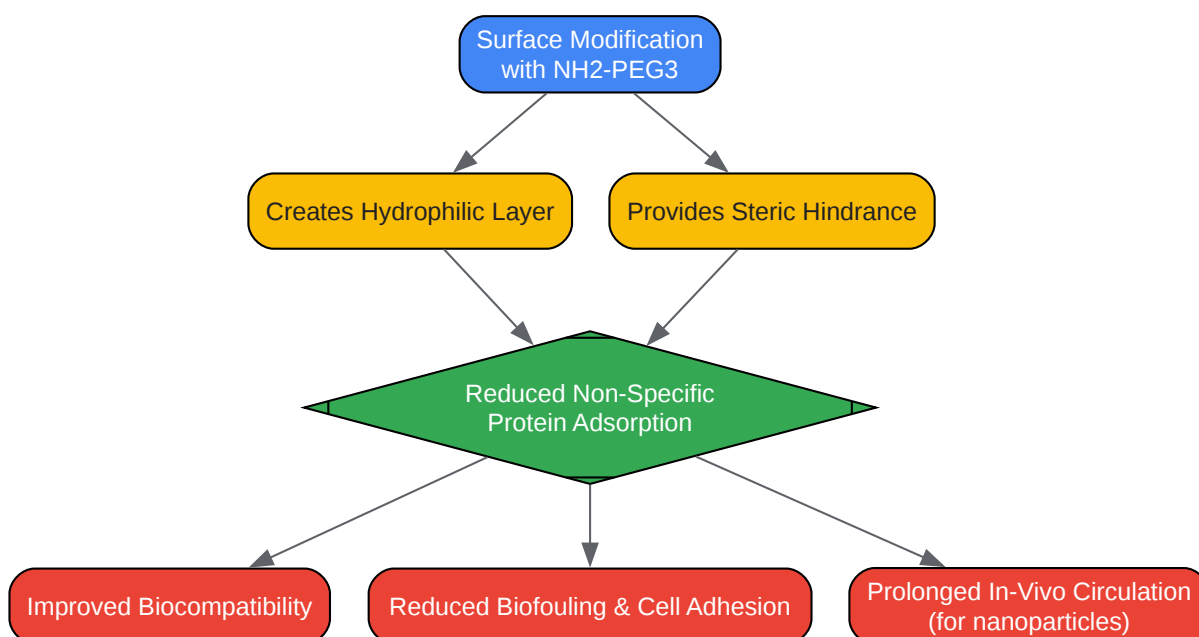 Surface Modification
with NH2-PEG3
Creates Hydrophilic Layer
Provides Steric Hindrance
Reduced Non-Specific
Protein Adsorption
Improved Biocompatibility
Reduced Biofouling & Cell Adhesion
Prolonged In-Vivo Circulation
(for nanoparticles)